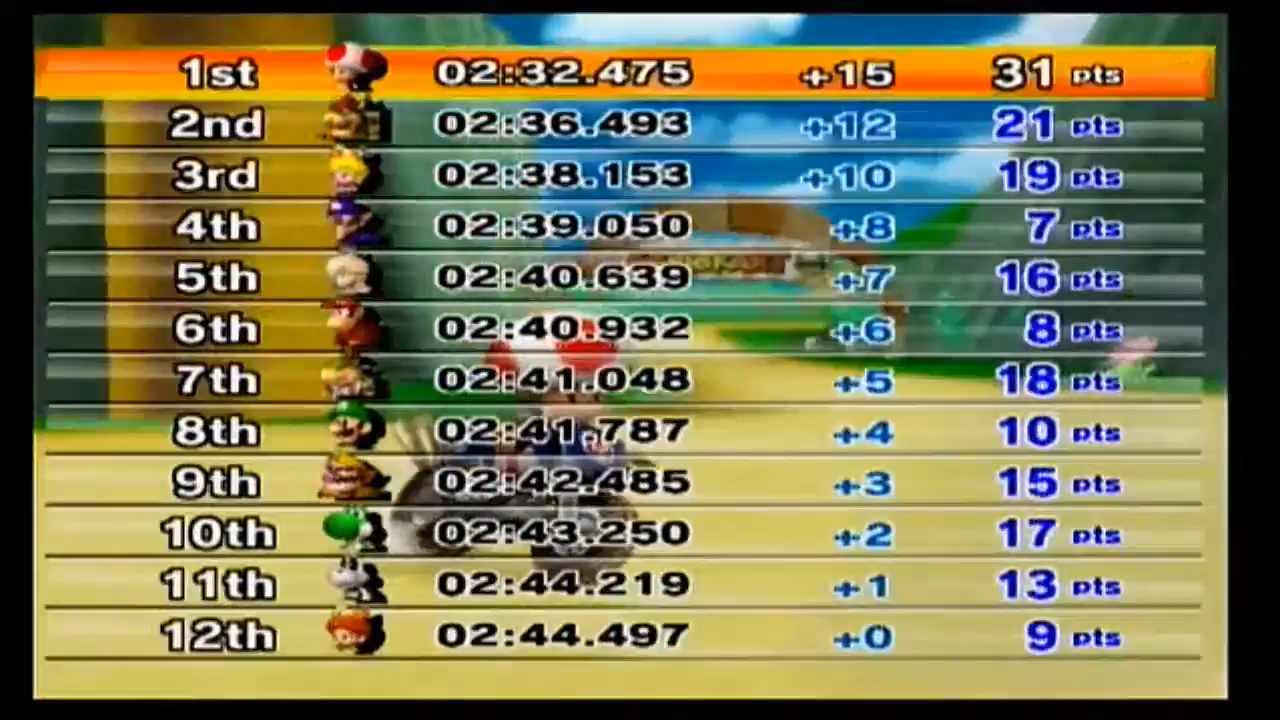 1st 02:32.475 +15 31 pts
2nd 02:36.493 +12 21 pts
3rd 02:38.153 +10 19 pts
4th 02:39.050 +8 7 pts
5th 02:40.639 +7 16 pts
6th 02:40.932 +6 8 pts
7th 02:41.048 +5 18 pts
8th 02:41.787 +4 10 pts
9th 02:42.485 +3 15 pts
10th 02:43.250 +2 17 pts
11th 02:44.219 +1 13 pts
12th 02:44.497 +0 9 pts